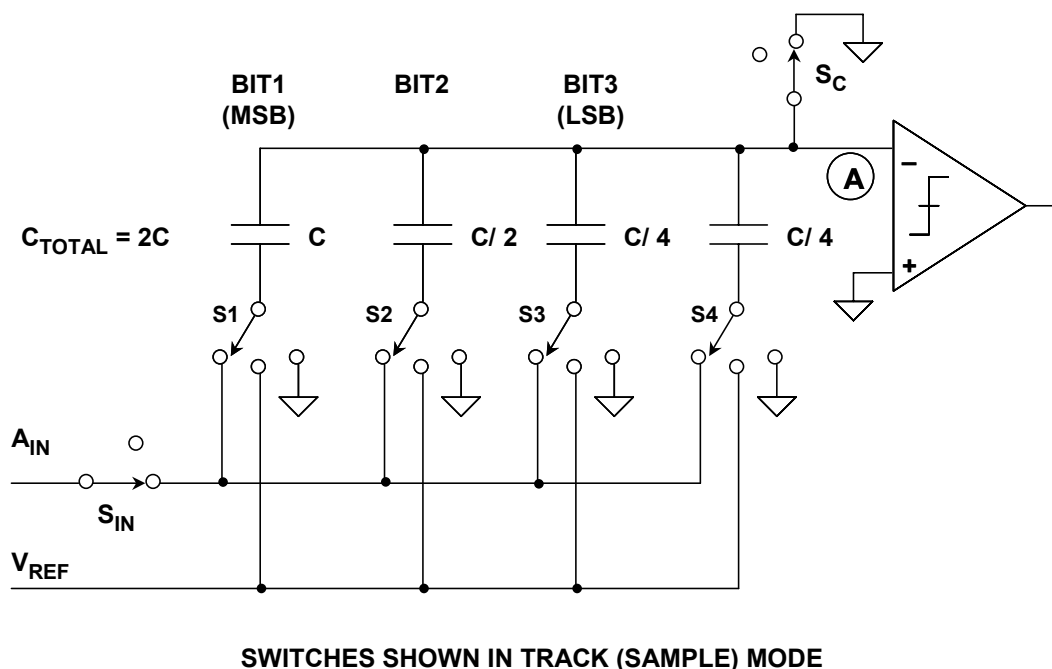 BIT1
(MSB)
BIT2
BIT3
(LSB)
S_C
A
−
+
C_TOTAL = 2C
C
C/ 2
C/ 4
C/ 4
S1
S2
S3
S4
A_IN
S_IN
V_REF
SWITCHES SHOWN IN TRACK (SAMPLE) MODE